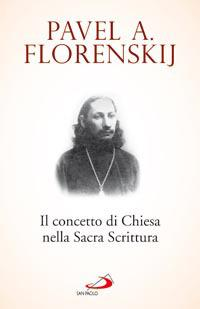 PAVEL A.
FLORENSKIJ
Il concetto di Chiesa
nella Sacra Scrittura
SAN PAOLO